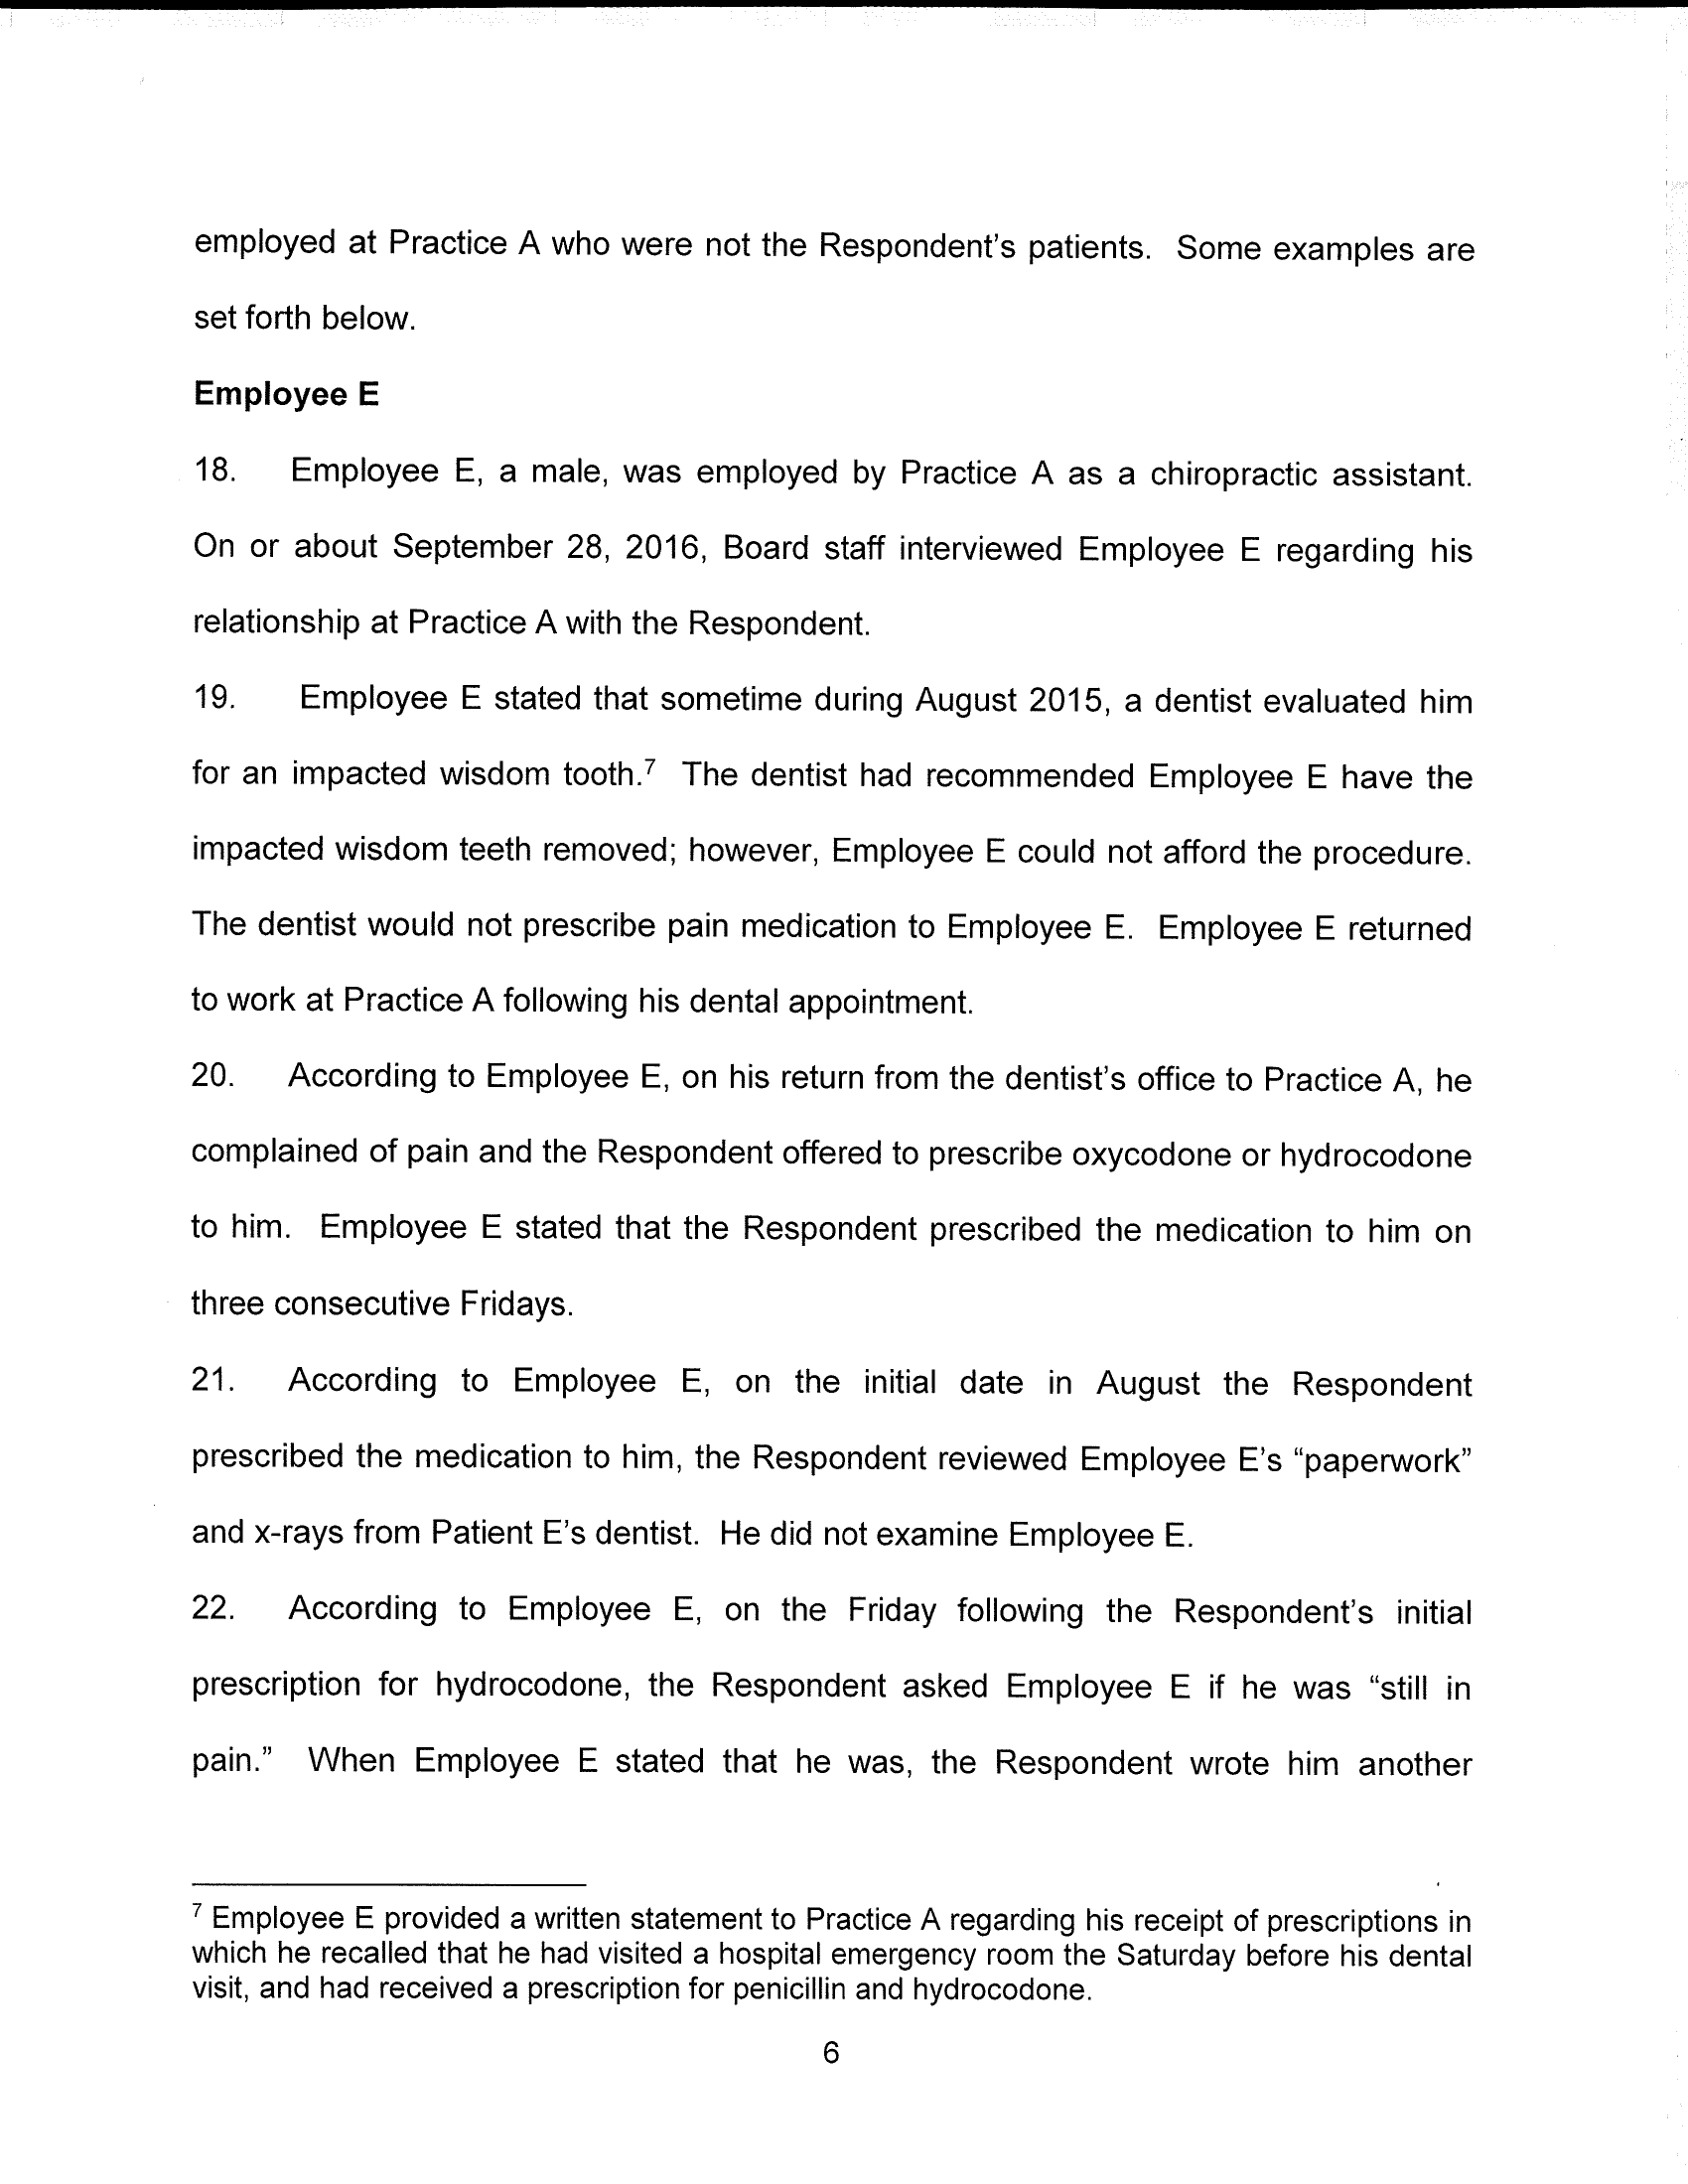 employed at Practice A who were not the Respondent's patients. Some examples are
set forth below.
Employee E
18. Employee E, a male, was employed by Practice A as a chiropractic assistant.
On or about September 28, 2016, Board staff interviewed Employee E regarding his
relationship at Practice A with the Respondent.
19. Employee E stated that sometime during August 2015, a dentist evaluated him
for an impacted wisdom tooth.7 The dentist had recommended Employee E have the
impacted wisdom teeth removed; however, Employee E could not afford the procedure.
The dentist would not prescribe pain medication to Employee E. Employee E returned
to work at Practice A following his dental appointment.
20. According to Employee E, on his return from the dentist's office to Practice A, he
complained of pain and the Respondent offered to prescribe oxycodone or hydrocodone
to him. Employee E stated that the Respondent prescribed the medication to him on
three consecutive Fridays.
21. According to Employee E, on the initial date in August the Respondent
prescribed the medication to him, the Respondent reviewed Employee E's “paperwork”
and x-rays from Patient E's dentist. He did not examine Employee E.
22. According to Employee E, on the Friday following the Respondent's initial
prescription for hydrocodone, the Respondent asked Employee E if he was “still in
pain.” When Employee E stated that he was, the Respondent wrote him another
7 Employee E provided a written statement to Practice A regarding his receipt of prescriptions in
which he recalled that he had visited a hospital emergency room the Saturday before his dental
visit, and had received a prescription for penicillin and hydrocodone.
6